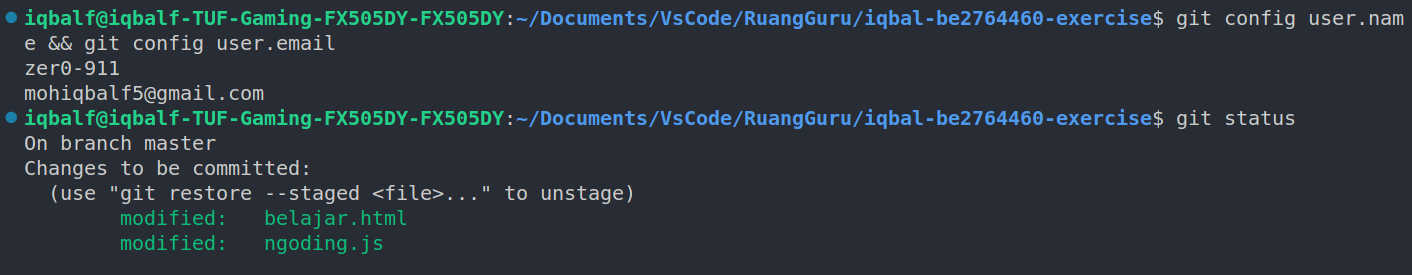 iqbalf@iqbalf-TUF-Gaming-FX505DY-FX505DY:~/Documents/VsCode/RuangGuru/iqbal-be2764460-exercise$ git config user.nam
e && git config user.email
zer0-911
mohiqbalf5@gmail.com
iqbalf@iqbalf-TUF-Gaming-FX505DY-FX505DY:~/Documents/VsCode/RuangGuru/iqbal-be2764460-exercise$ git status
On branch master
Changes to be committed:
  (use "git restore --staged <file>..." to unstage)
        modified:   belajar.html
        modified:   ngoding.js